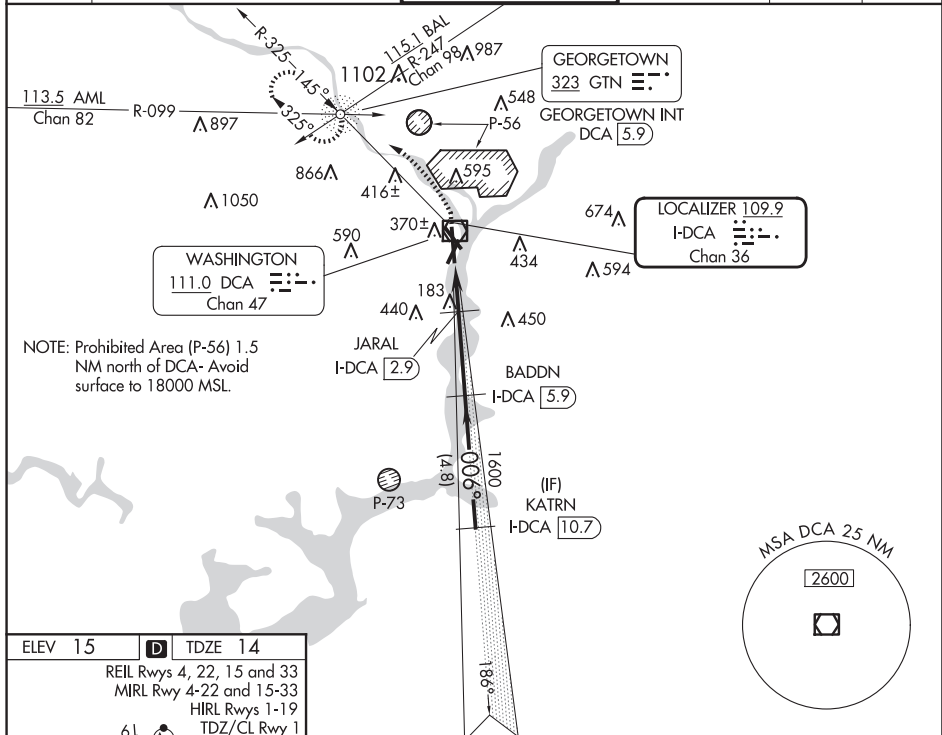 R-325
145°
325°
115.1 BAL
R-247
Chan 98
1102
987
GEORGETOWN
323 GTN
GEORGETOWN INT
DCA 5.9
113.5 AML
Chan 82
R-099
897
548
P-56
866
416±
595
1050
370±
590
674
LOCALIZER 109.9
I-DCA
Chan 36
434
594
WASHINGTON
111.0 DCA
Chan 47
183
440
450
NOTE: Prohibited Area (P-56) 1.5
NM north of DCA- Avoid
surface to 18000 MSL.
JARAL
I-DCA 2.9
BADDN
I-DCA 5.9
1600
006°
(4.8)
P-73
(IF)
KATRN
I-DCA 10.7
MSA DCA 25 NM
2600
186°
ELEV 15
D
TDZE 14
REIL Rwys 4, 22, 15 and 33
MIRL Rwy 4-22 and 15-33
HIRL Rwys 1-19
TDZ/CL Rwy 1
19